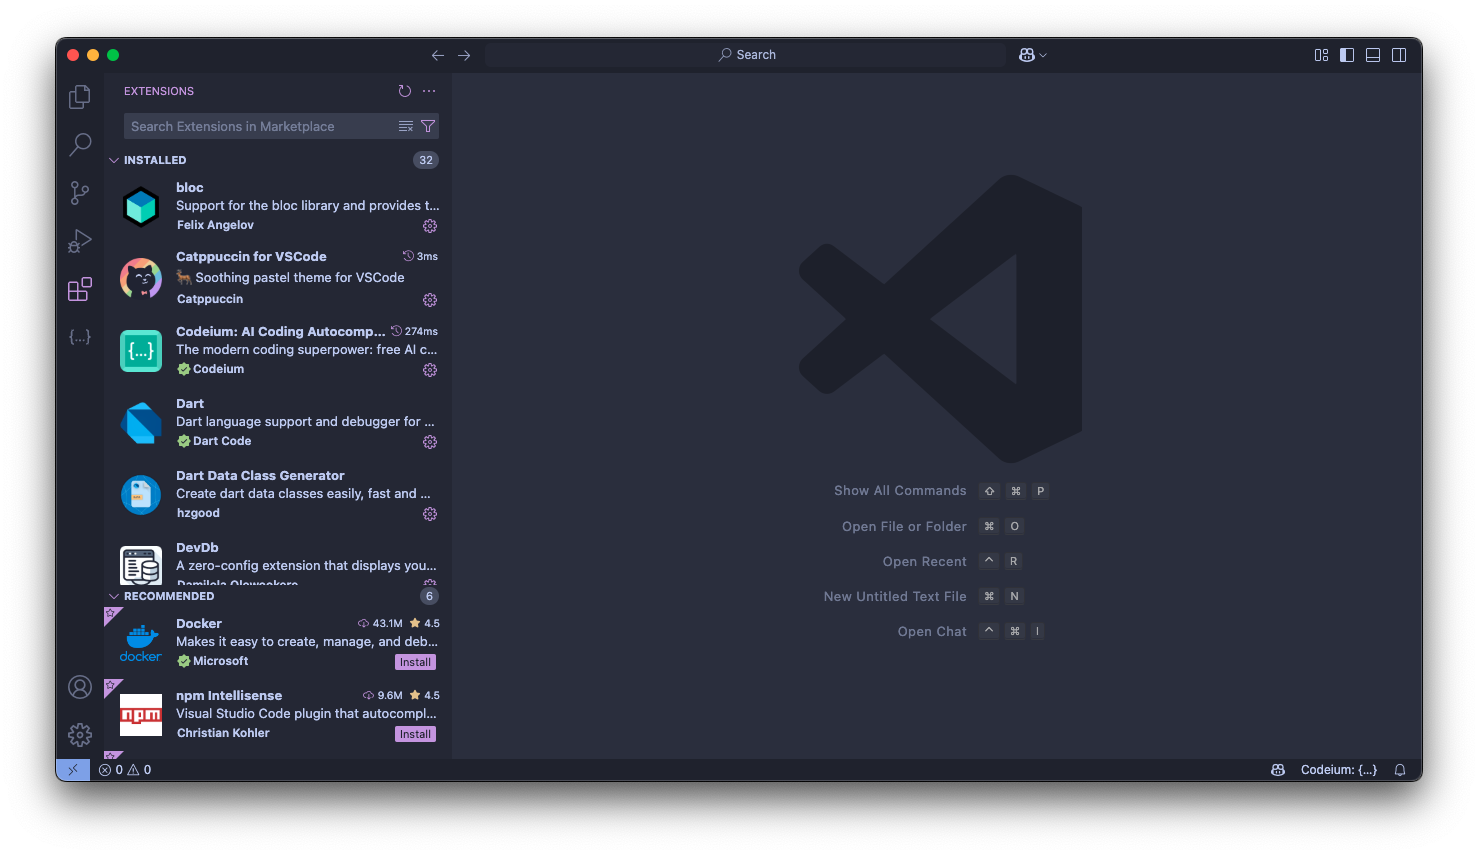 Search
EXTENSIONS
Search Extensions in Marketplace
INSTALLED
32
bloc
Support for the bloc library and provides t...
Felix Angelov
Catppuccin for VSCode
3ms
🐈 Soothing pastel theme for VSCode
Catppuccin
Codeium: AI Coding Autocomp...
274ms
{...}
The modern coding superpower: free AI c...
Codeium
{...}
Dart
Dart language support and debugger for ...
Dart Code
Dart Data Class Generator
Create dart data classes easily, fast and ...
hzgood
DevDb
A zero-config extension that displays you...
Damilola Olowookere
RECOMMENDED
6
Docker
43.1M
4.5
Makes it easy to create, manage, and deb...
docker
Microsoft
Install
npm Intellisense
9.6M
4.5
npm
Visual Studio Code plugin that autocompl...
Christian Kohler
Install
Show All Commands ⇧ ⌘ P
Open File or Folder ⌘ O
Open Recent ^ R
New Untitled Text File ⌘ N
Open Chat ^ ⌘ I
0
0
Codeium: {...}